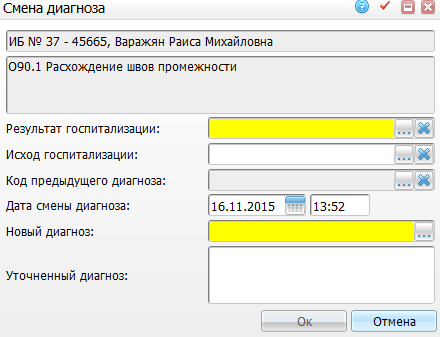 Смена диагноза
ИБ № 37 - 45665, Варажян Раиса Михайловна
О90.1 Расхождение швов промежности
Результат госпитализации:
...
Исход госпитализации:
...
Код предыдущего диагноза:
...
Дата смены диагноза: 16.11.2015 13:52
Новый диагноз:
...
Уточненный диагноз:
Ок Отмена